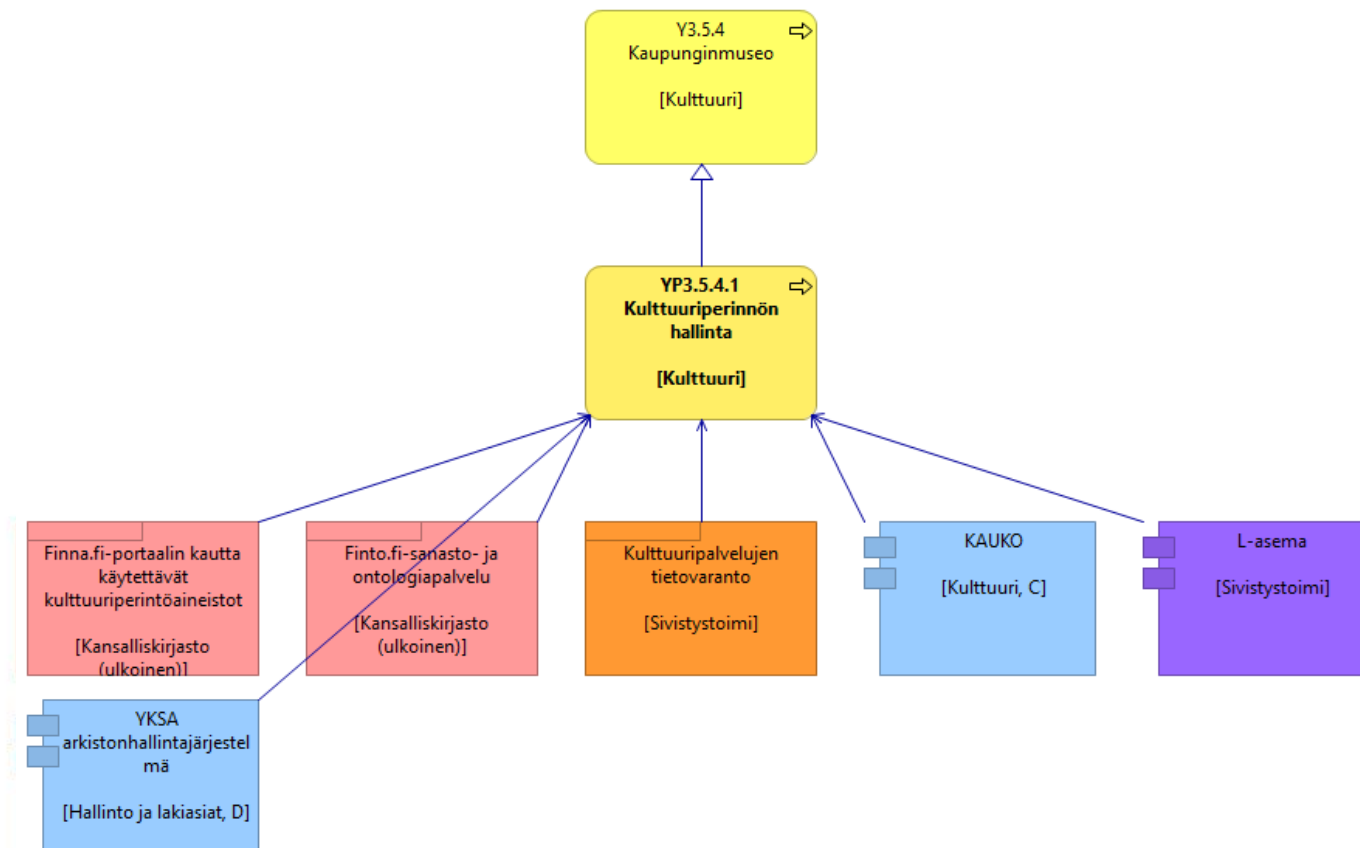 Y3.5.4
Kaupunginmuseo
[Kulttuuri]
YP3.5.4.1
Kulttuuriperinnön
hallinta
[Kulttuuri]
Finna.fi-portaalin kautta
käytettävät
kulttuuriperintöaineistot
[Kansalliskirjasto
(ulkoinen)]
Finto.fi-sanasto- ja
ontologiapalvelu
[Kansalliskirjasto
(ulkoinen)]
Kulttuuripalvelujen
tietovaranto
[Sivistystoimi]
KAUKO
[Kulttuuri, C]
L-asema
[Sivistystoimi]
YKSA
arkistonhallintajärjestel
mä
[Hallinto ja lakiasiat, D]